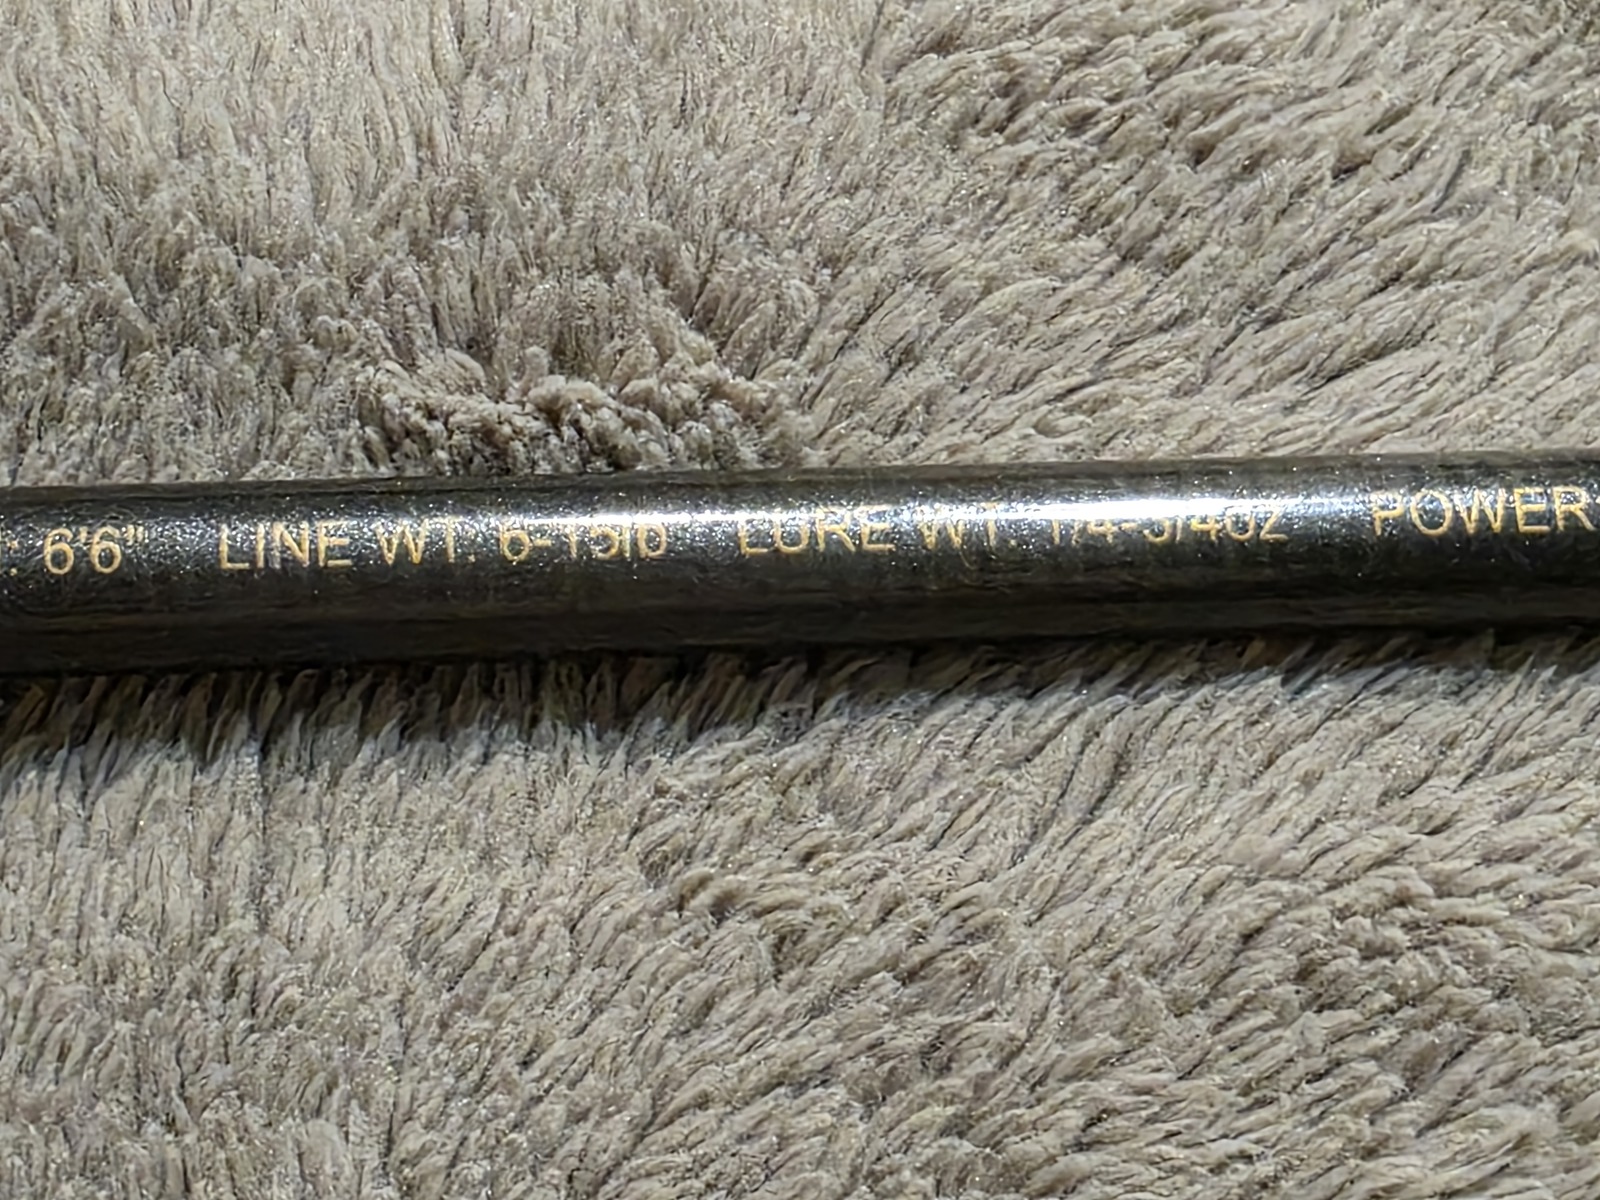 : 6'6" LINE WT: 6-15lb LURE WT: 1/4-3/4oz POWER